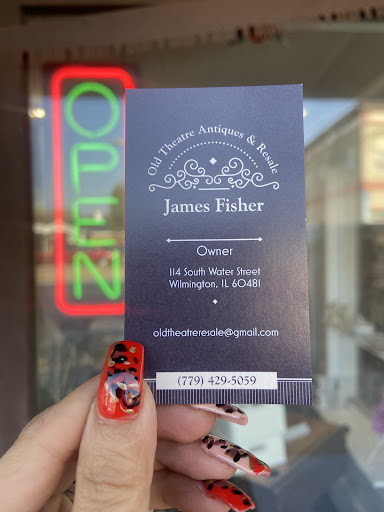 OPEN
Old Theatre Antiques & Resale
James Fisher
Owner
114 South Water Street
Wilmington, IL 60481
oldtheatreresale@gmail.com
(779) 429-5059